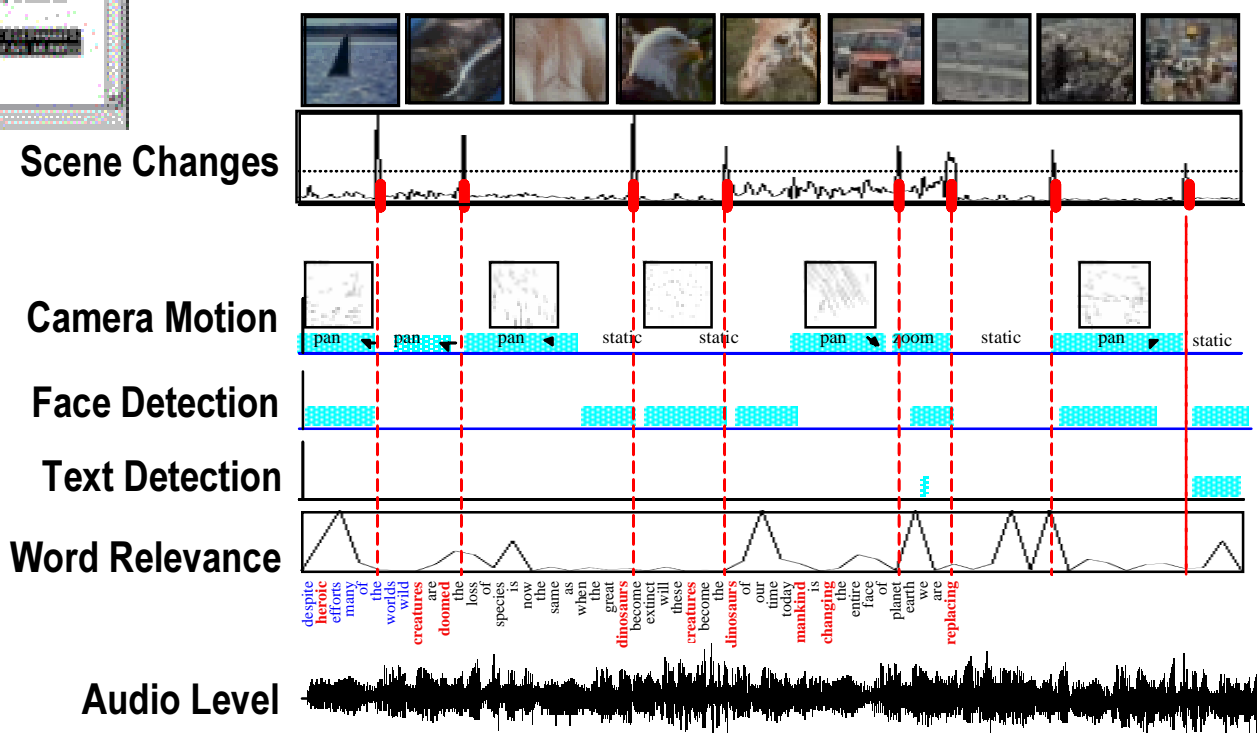 Scene Changes
Camera Motion
pan
pan
pan
static
static
pan
zoom
static
pan
static
Face Detection
Text Detection
Word Relevance
despite
heroic
efforts
many
of
the
worlds
wild
creatures
are
doomed
the
loss
of
species
is
now
the
same
as
when
the
great
dinosaurs
become
extinct
will
these
creatures
become
the
dinosaurs
of
our
time
today
mankind
is
changing
the
entire
face
of
planet
earth
we
are
replacing
Audio Level